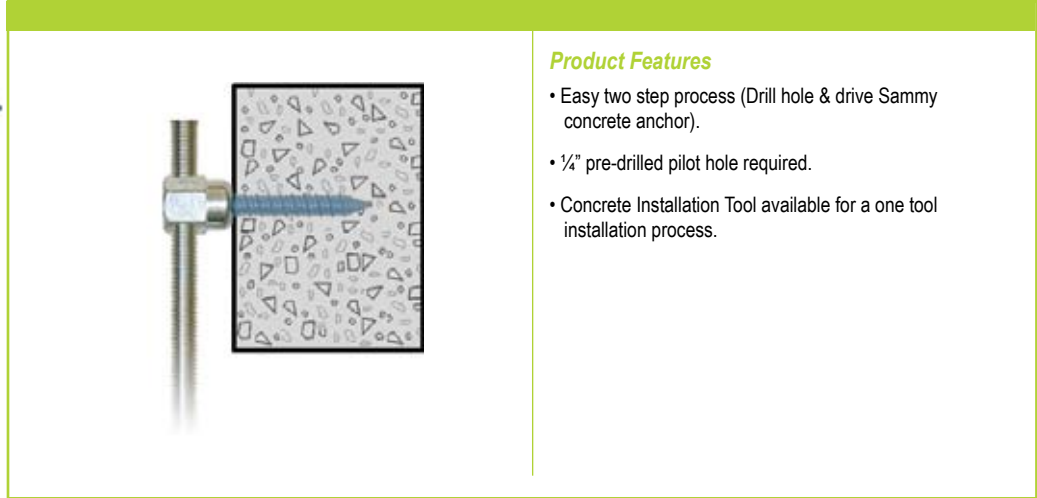 Product Features
• Easy two step process (Drill hole & drive Sammy
concrete anchor).
• ¼” pre-drilled pilot hole required.
• Concrete Installation Tool available for a one tool
installation process.